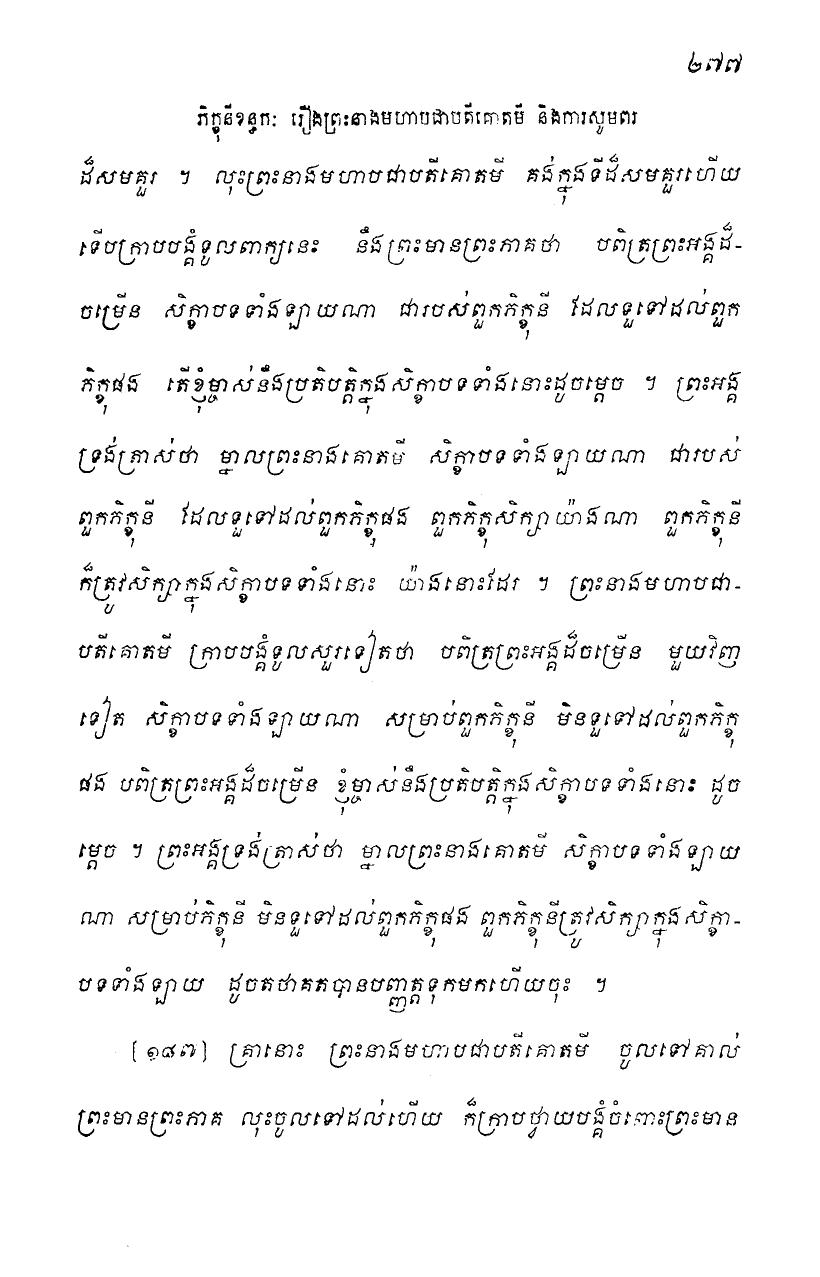 ២៧៧
ភិក្ខុនីខន្ធកៈ រឿងព្រះនាងមហាបជាបតីគោតមី និងការសូមពរ
ដ៏សមគួរ ។ លុះព្រះនាងមហាបជាបតីគោតមី គង់ក្នុងទីដ៏សមគួរហើយ
ទើបក្រាបបង្គំទូលពាក្យនេះ នឹងព្រះមានព្រះភាគថា បពិត្រព្រះអង្គដ៏-
ចម្រើន សិក្ខាបទទាំងឡាយណា ជារបស់ពួកភិក្ខុនី ដែលទួទៅដល់ពួក
ភិក្ខុផង តើខ្ញុំម្ចាស់នឹងប្រតិបត្តិក្នុងសិក្ខាបទទាំងនោះដូចម្តេច ។ ព្រះអង្គ
ទ្រង់ត្រាស់ថា ម្នាលព្រះនាងគោតមី សិក្ខាបទទាំងឡាយណា ជារបស់
ពួកភិក្ខុនី ដែលទួទៅដល់ពួកភិក្ខុផង ពួកភិក្ខុសិក្សាយ៉ាងណា ពួកភិក្ខុនី
ក៏ត្រូវសិក្សាក្នុងសិក្ខាបទទាំងនោះ យ៉ាងនោះដែរ ។ ព្រះនាងមហាបជា-
បតីគោតមី ក្រាបបង្គំទូលសួរទៀតថា បពិត្រព្រះអង្គដ៏ចម្រើន មួយវិញ
ទៀត សិក្ខាបទទាំងឡាយណា សម្រាប់ពួកភិក្ខុនី មិនទួទៅដល់ពួកភិក្ខុ
ផង បពិត្រព្រះអង្គដ៏ចម្រើន ខ្ញុំម្ចាស់នឹងប្រតិបត្តិក្នុងសិក្ខាបទទាំងនោះ ដូច
ម្តេច ។ ព្រះអង្គទ្រង់ត្រាស់ថា ម្នាលព្រះនាងគោតមី សិក្ខាបទទាំងឡាយ
ណា សម្រាប់ភិក្ខុនី មិនទួទៅដល់ពួកភិក្ខុផង ពួកភិក្ខុនីត្រូវសិក្សាក្នុងសិក្ខា-
បទទាំងឡាយ ដូចតថាគតបានបញ្ញត្តទុកមកហើយចុះ ។
[១៨៧] គ្រានោះ ព្រះនាងមហាបជាបតីគោតមី ចូលទៅគាល់
ព្រះមានព្រះភាគ លុះចូលទៅដល់ហើយ ក៏ក្រាបថ្វាយបង្គំចំពោះព្រះមាន